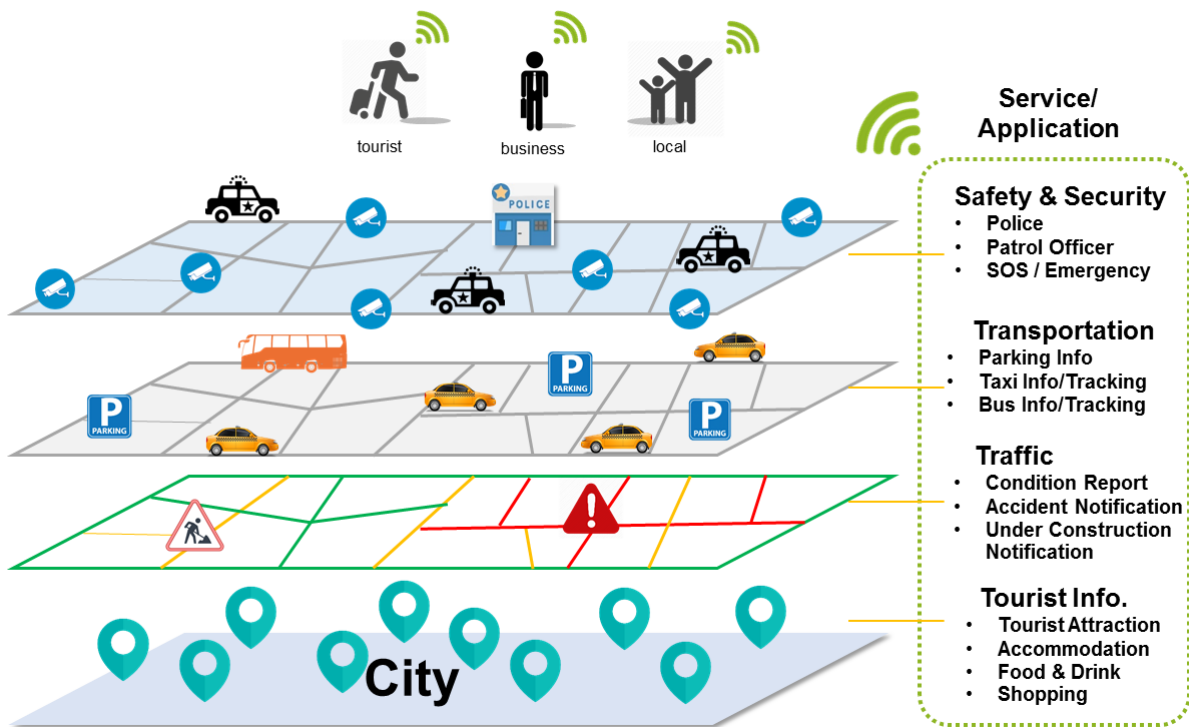 tourist
business
local
Service/
Application
POLICE
Safety & Security
• Police
• Patrol Officer
• SOS / Emergency
P
PARKING
P
PARKING
P
PARKING
Transportation
• Parking Info
• Taxi Info/Tracking
• Bus Info/Tracking
Traffic
• Condition Report
• Accident Notification
• Under Construction
Notification
City
Tourist Info.
• Tourist Attraction
• Accommodation
• Food & Drink
• Shopping